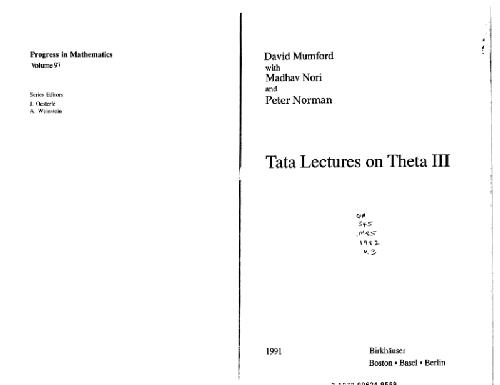 Progress in Mathematics
Volume 97
Series Editors
J. Oesterlé
A. Weinstein
David Mumford
with
Madhav Nori
and
Peter Norman
Tata Lectures on Theta III
QA
345
.M85
1982
v.3
1991
Birkhäuser
Boston • Basel • Berlin